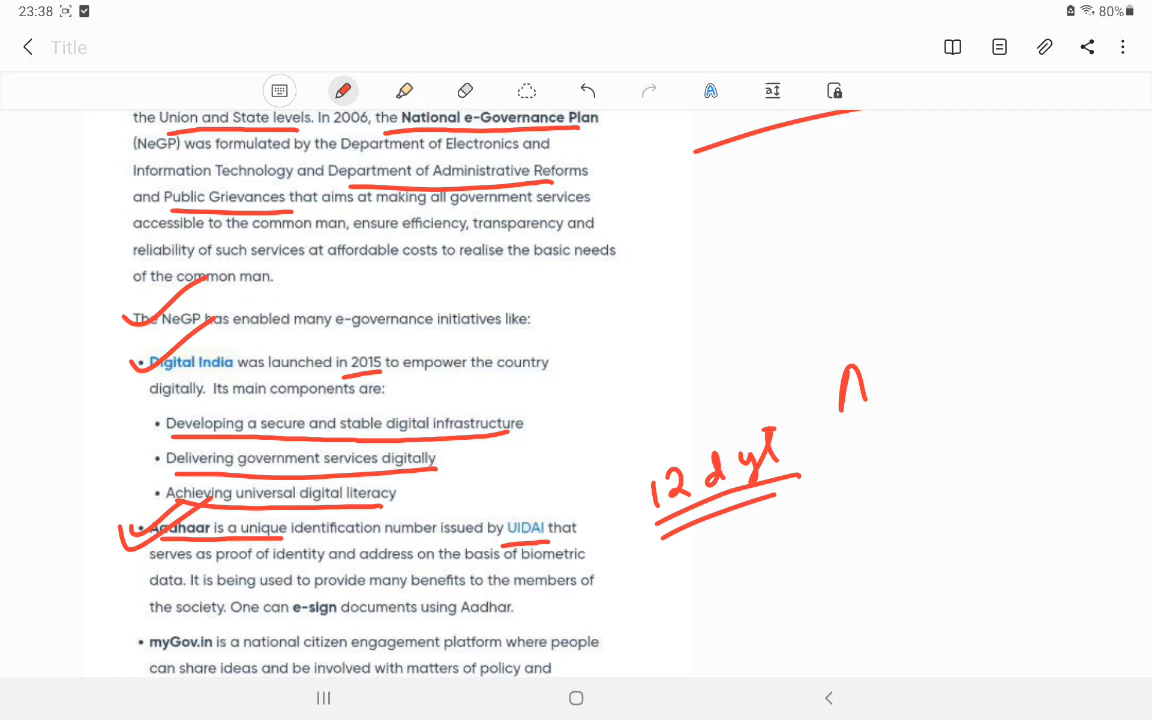 23:38
80%
Title
the Union and State levels. In 2006, the National e-Governance Plan
(NeGP) was formulated by the Department of Electronics and
Information Technology and Department of Administrative Reforms
and Public Grievances that aims at making all government services
accessible to the common man, ensure efficiency, transparency and
reliability of such services at affordable costs to realise the basic needs
of the common man.
The NeGP has enabled many e-governance initiatives like:
• Digital India was launched in 2015 to empower the country
digitally. Its main components are:
• Developing a secure and stable digital infrastructure
• Delivering government services digitally
• Achieving universal digital literacy
• Aadhaar is a unique identification number issued by UIDAI that
serves as proof of identity and address on the basis of biometric
data. It is being used to provide many benefits to the members of
the society. One can e-sign documents using Aadhar.
• myGov.in is a national citizen engagement platform where people
can share ideas and be involved with matters of policy and
12